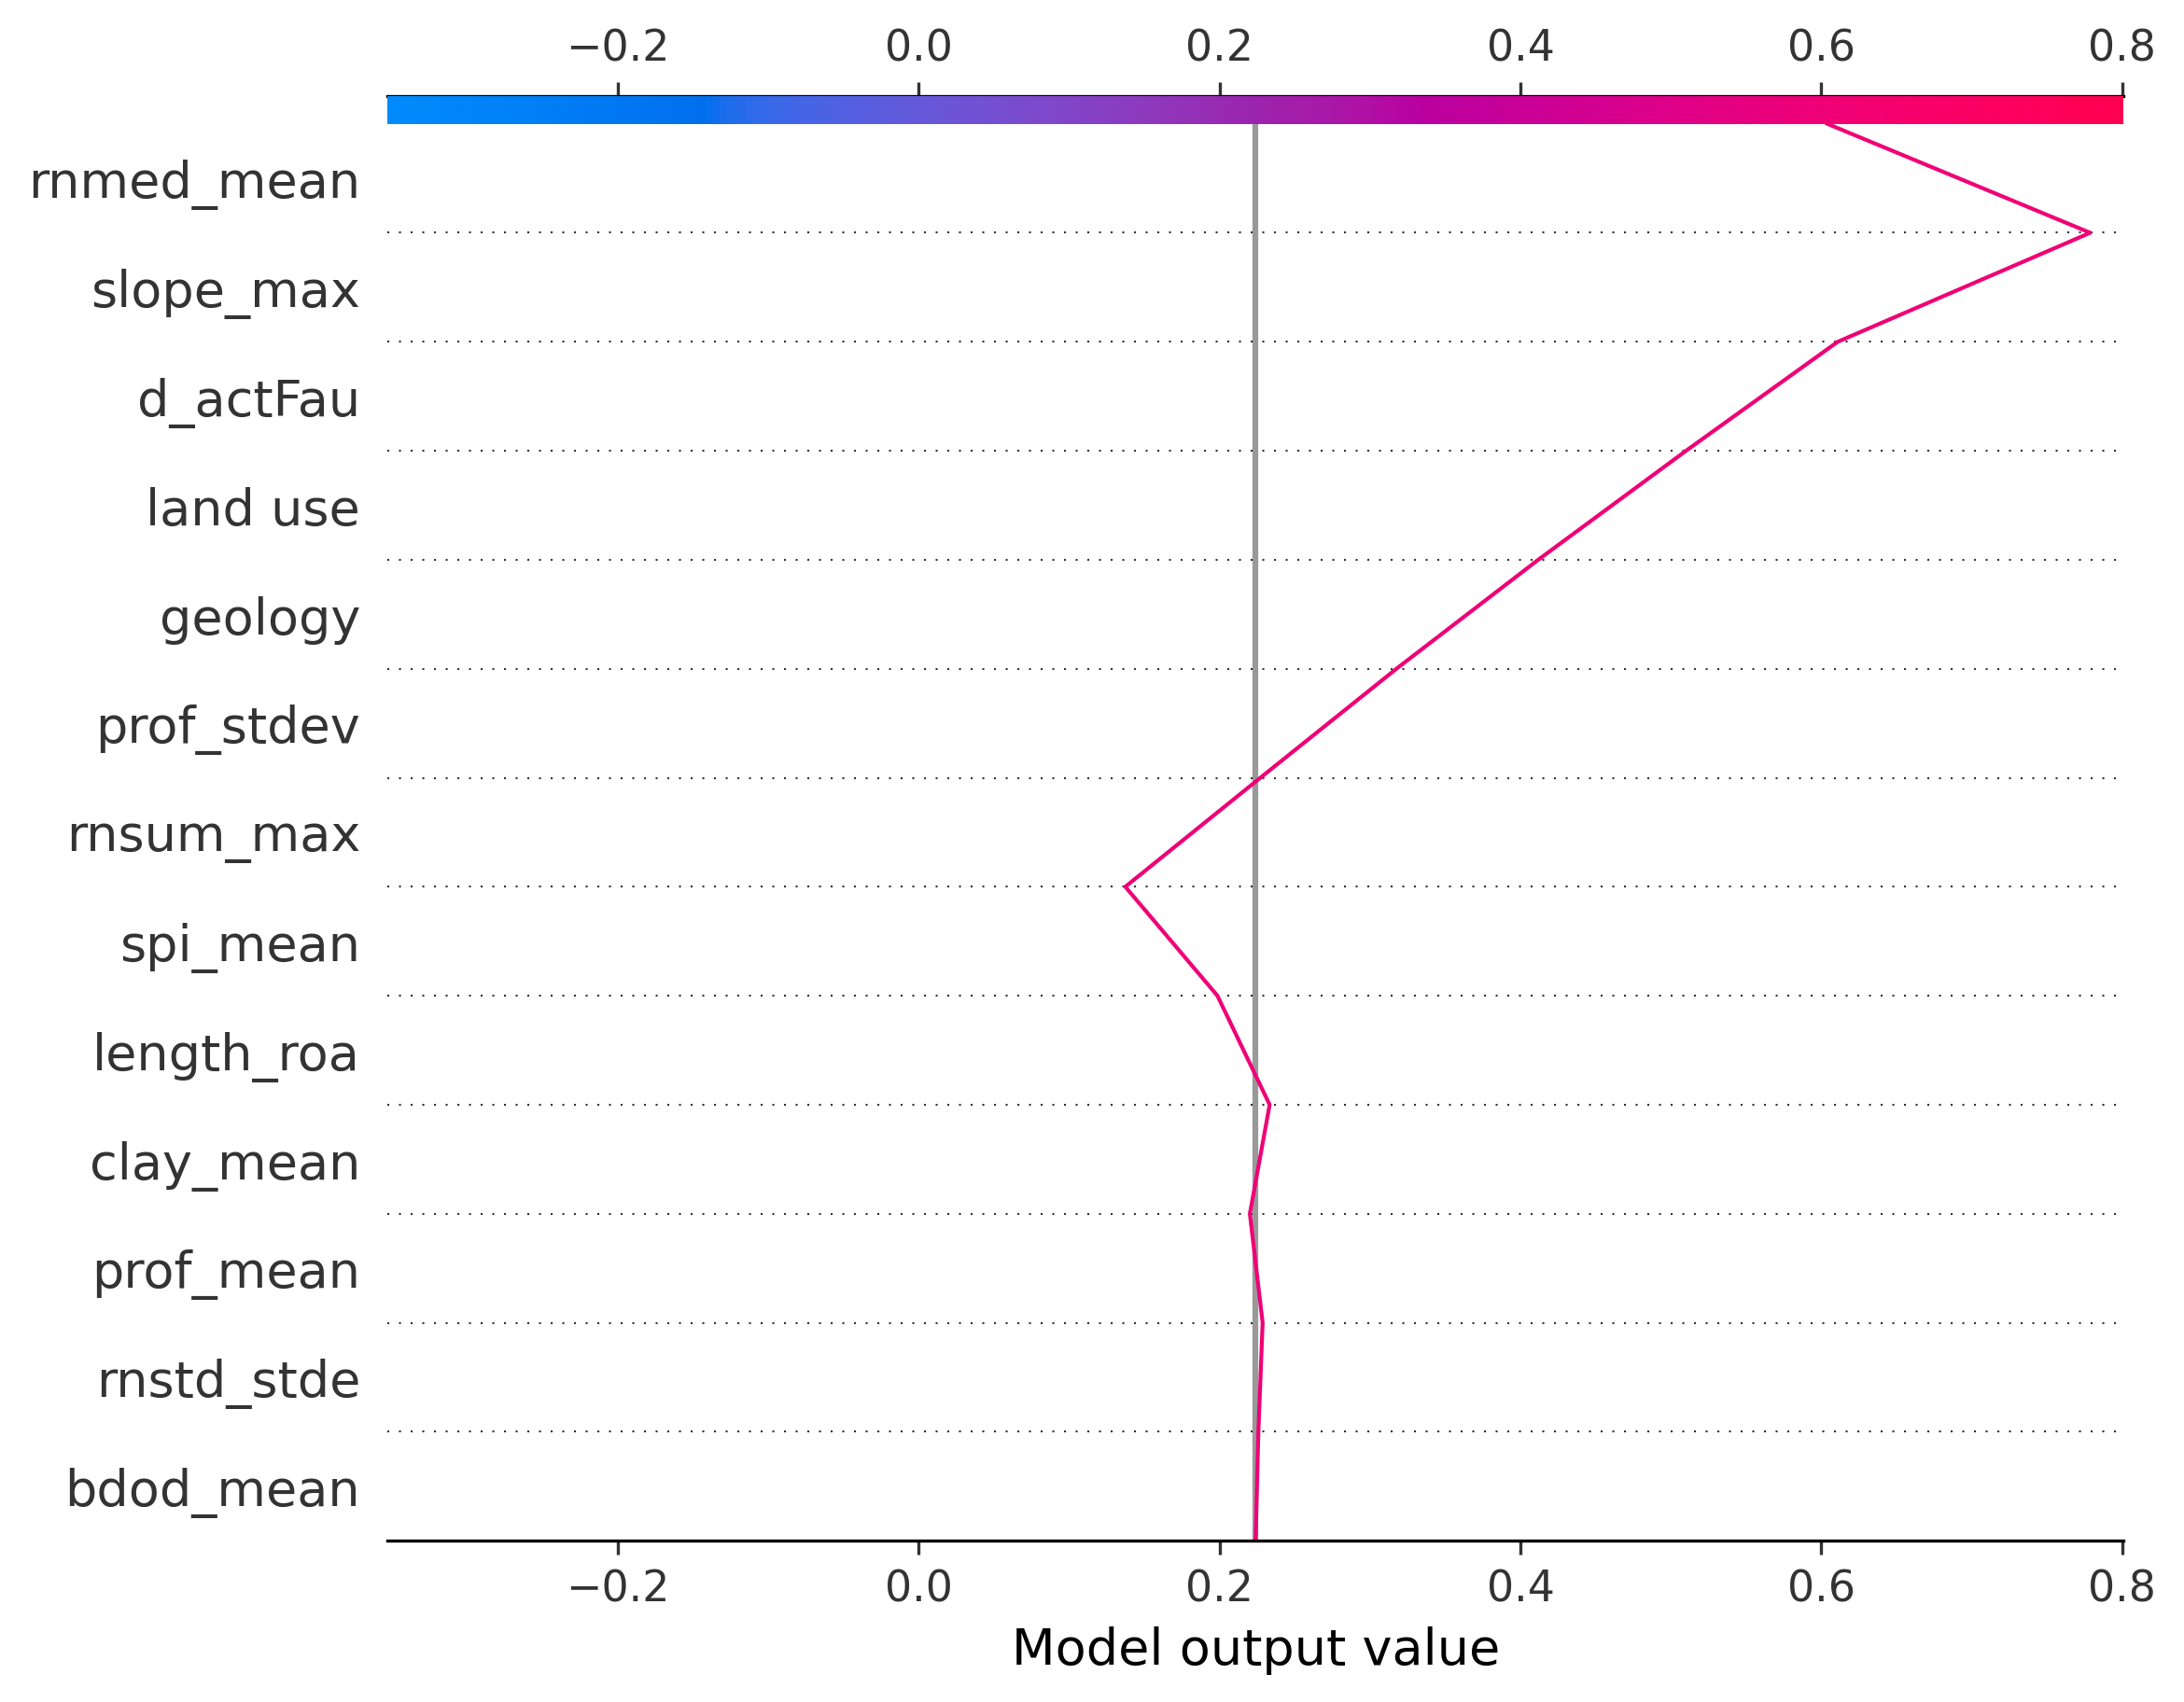 −0.2 0.0 0.2 0.4 0.6 0.8
rnmed_mean
slope_max
d_actFau
land use
geology
prof_stdev
rnsum_max
spi_mean
length_roa
clay_mean
prof_mean
rnstd_stde
bdod_mean
−0.2 0.0 0.2 0.4 0.6 0.8
Model output value